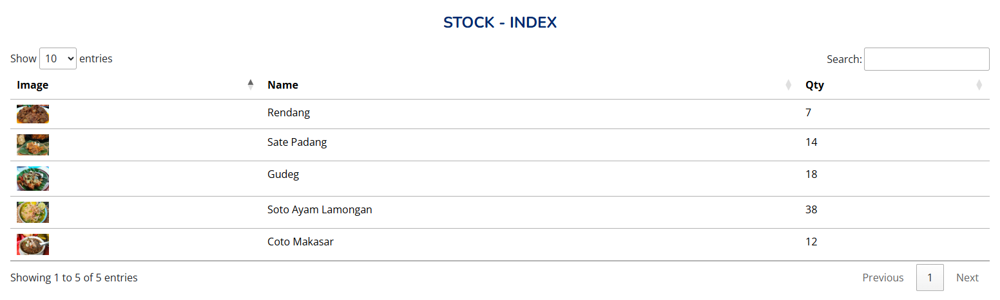 STOCK - INDEX
Show 10 entries Search:
Image Name Qty
Rendang 7
Sate Padang 14
Gudeg 18
Soto Ayam Lamongan 38
Coto Makasar 12
Showing 1 to 5 of 5 entries Previous 1 Next